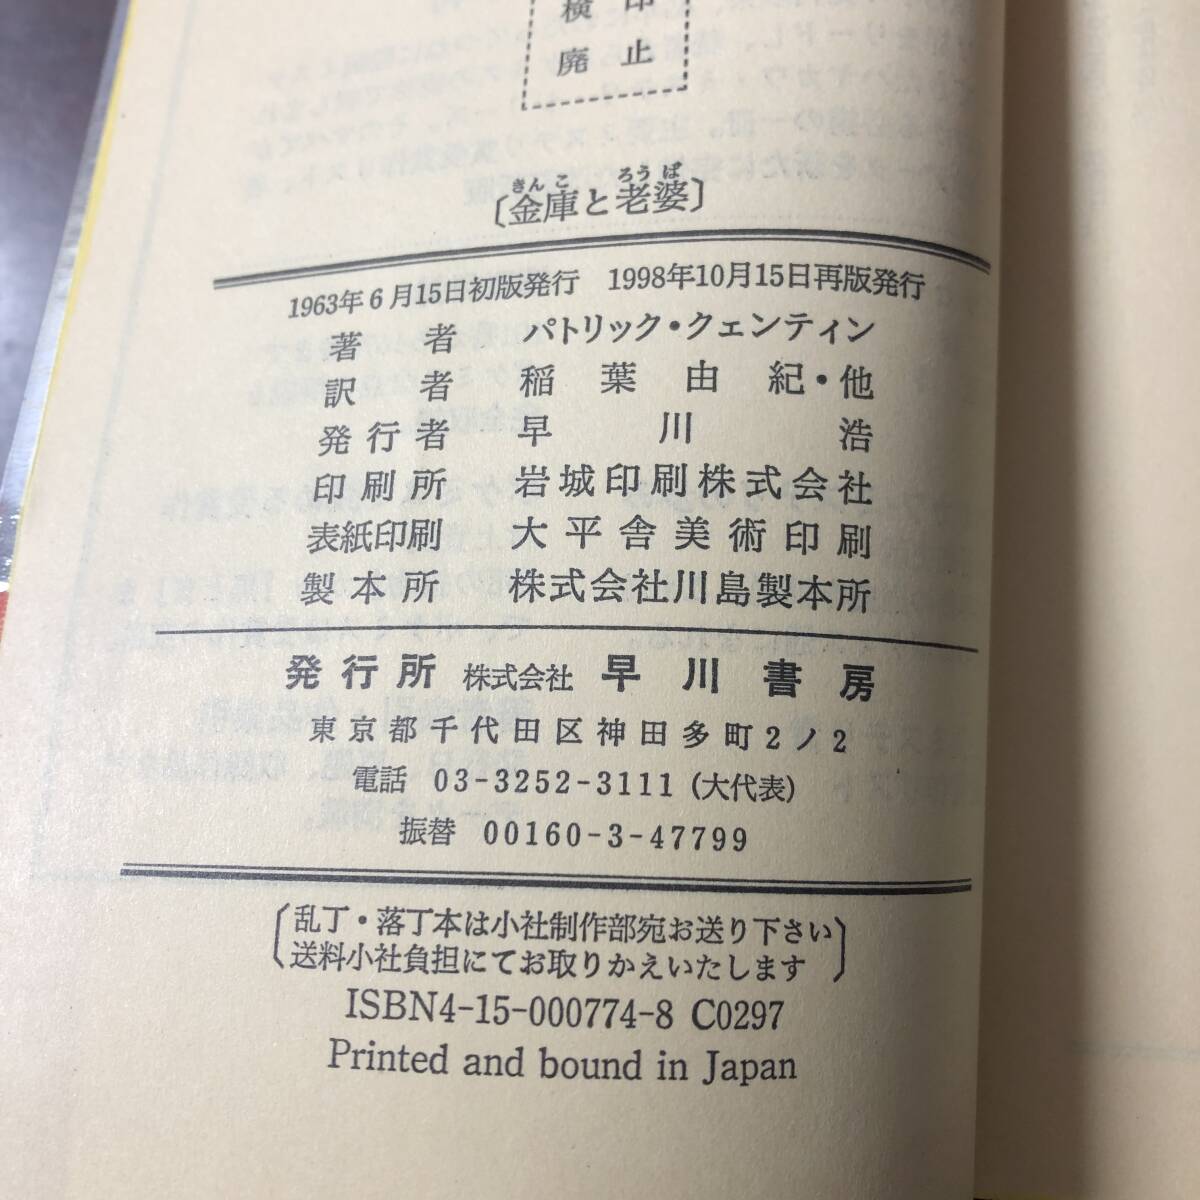 検印
廃止
きんこ ろうば
〔金庫と老婆〕
1963年6月15日初版発行 1998年10月15日再版発行
著者 パトリック・クェンティン
訳者 稲葉由紀・他
発行者 早川浩
印刷所 岩城印刷株式会社
表紙印刷 大平舎美術印刷
製本所 株式会社川島製本所
発行所 株式会社 早川書房
東京都千代田区神田多町2ノ2
電話 03-3252-3111(大代表)
振替 00160-3-47799
乱丁・落丁本は小社制作部宛お送り下さい
送料小社負担にてお取りかえいたします
ISBN4-15-000774-8 C0297
Printed and bound in Japan